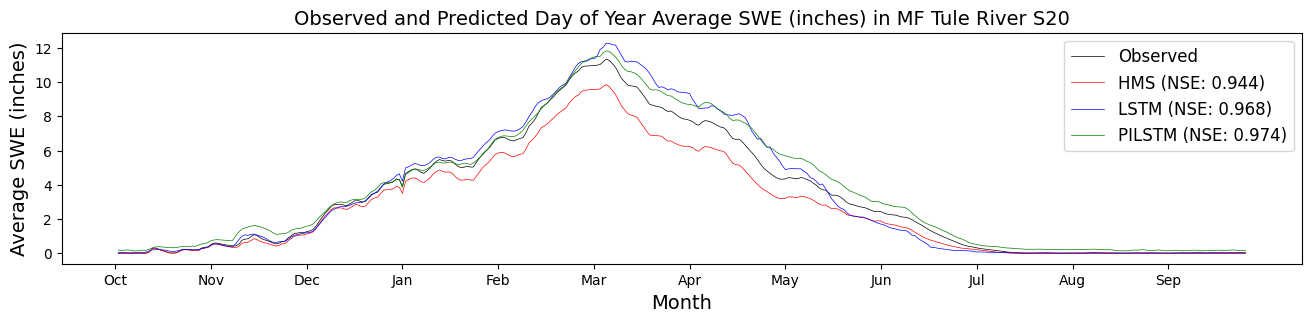 Observed and Predicted Day of Year Average SWE (inches) in MF Tule River S20
Average SWE (inches)
12
10
8
6
4
2
0
Observed
HMS (NSE: 0.944)
LSTM (NSE: 0.968)
PILSTM (NSE: 0.974)
Oct Nov Dec Jan Feb Mar Apr May Jun Jul Aug Sep
Month